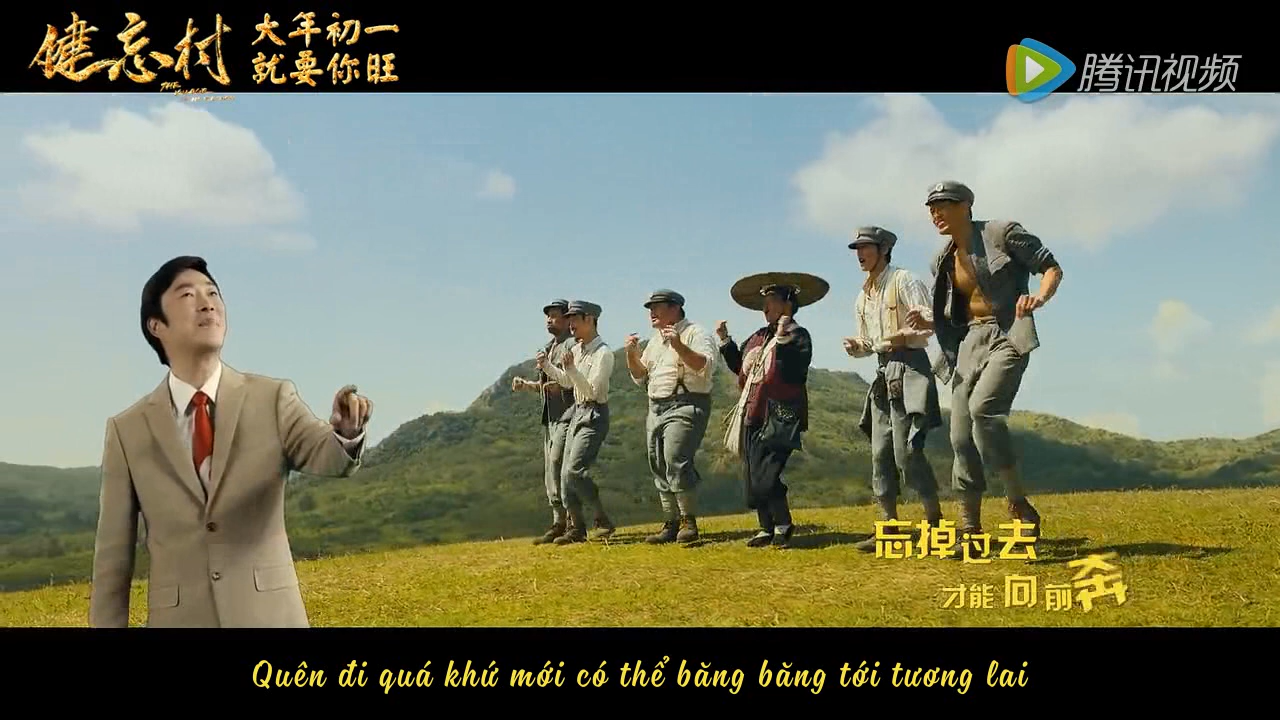 健忘村
大年初一
就要你旺
腾讯视频
忘掉过去
才能向前奔
Quên đi quá khứ mới có thể băng băng tới tương lai